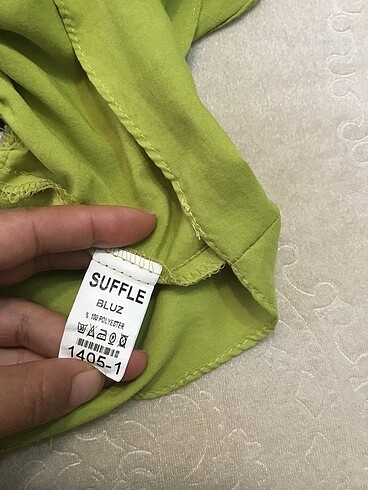 SUFFLE
BLUZ
% 100 POLYESTER
1405-1